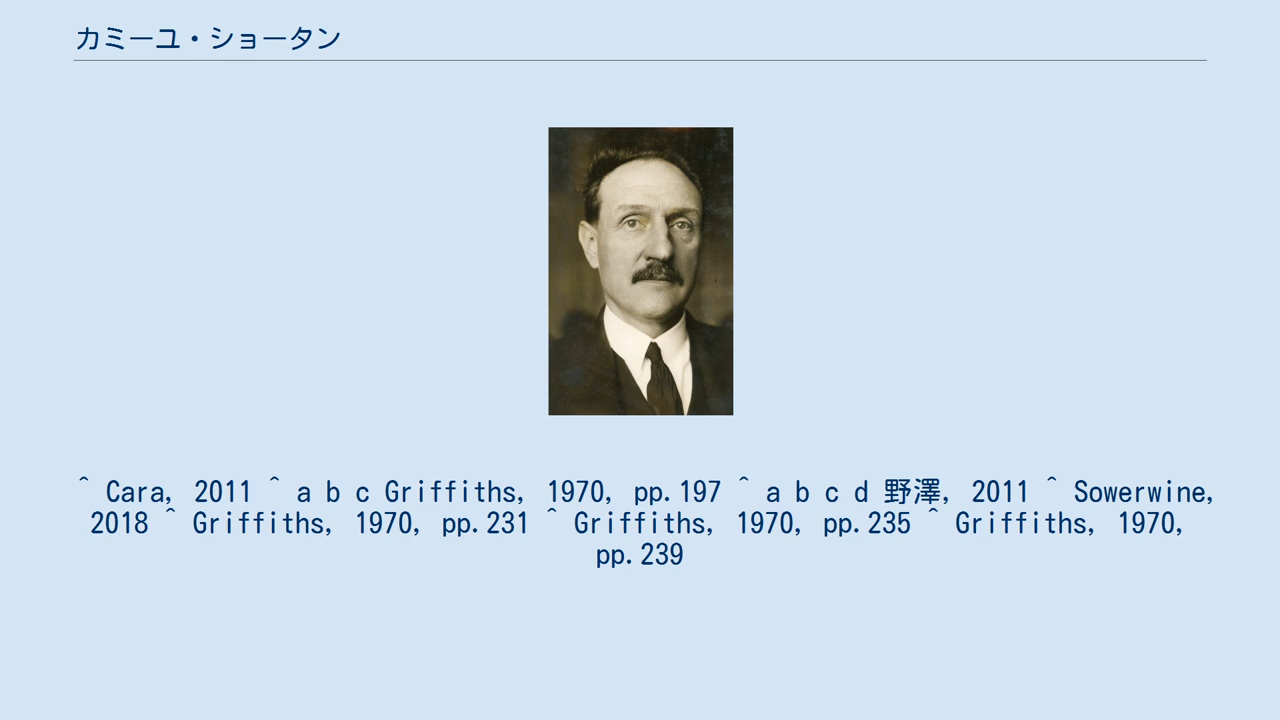 カミーユ・ショータン
^ Cara, 2011 ^ a b c Griffiths, 1970, pp.197 ^ a b c d 野澤, 2011 ^ Sowerwine,
2018 ^ Griffiths, 1970, pp.231 ^ Griffiths, 1970, pp.235 ^ Griffiths, 1970,
pp.239